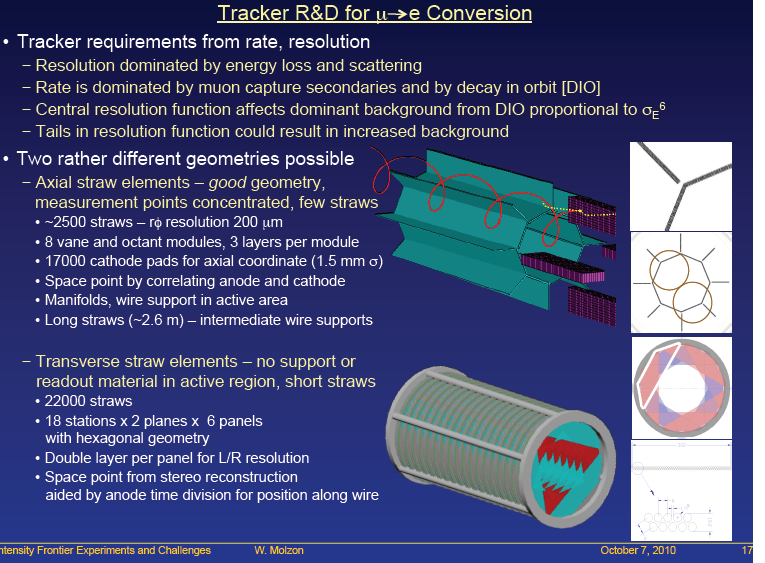 Tracker R&D for μ→e Conversion
• Tracker requirements from rate, resolution
– Resolution dominated by energy loss and scattering
– Rate is dominated by muon capture secondaries and by decay in orbit [DIO]
– Central resolution function affects dominant background from DIO proportional to σE⁶
– Tails in resolution function could result in increased background
• Two rather different geometries possible
– Axial straw elements – good geometry,
measurement points concentrated, few straws
• ~2500 straws – rϕ resolution 200 μm
• 8 vane and octant modules, 3 layers per module
• 17000 cathode pads for axial coordinate (1.5 mm σ)
• Space point by correlating anode and cathode
• Manifolds, wire support in active area
• Long straws (~2.6 m) – intermediate wire supports
– Transverse straw elements – no support or
readout material in active region, short straws
• 22000 straws
• 18 stations x 2 planes x 6 panels
with hexagonal geometry
• Double layer per panel for L/R resolution
• Space point from stereo reconstruction
aided by anode time division for position along wire
ntensity Frontier Experiments and Challenges W. Molzon October 7, 2010 17